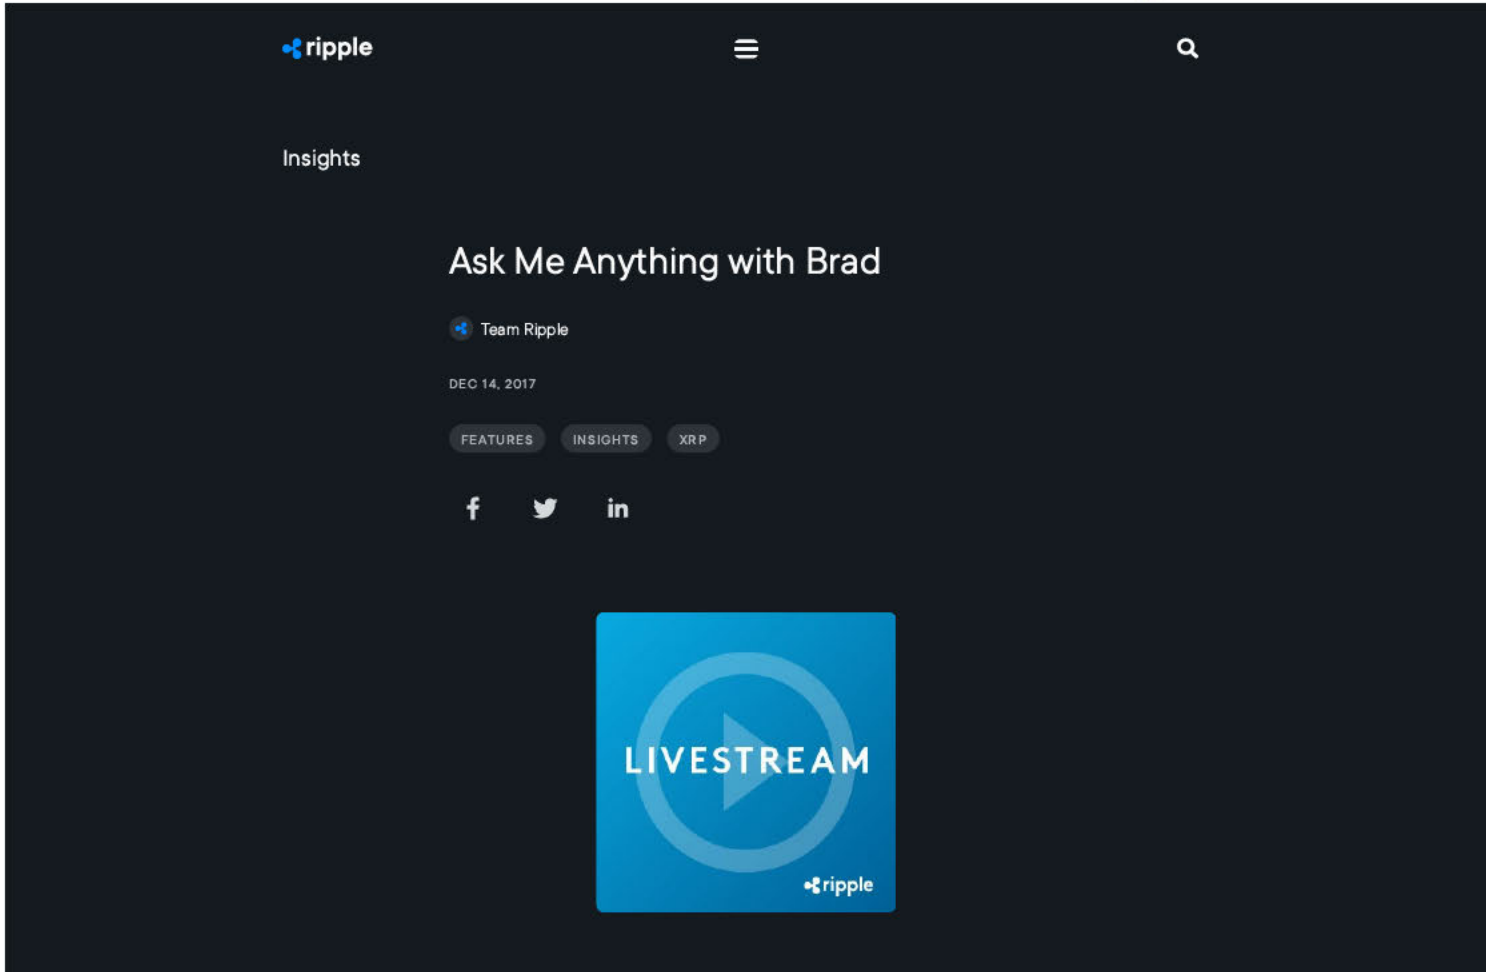 ripple
Insights
Ask Me Anything with Brad
Team Ripple
DEC 14, 2017
FEATURES INSIGHTS XRP
f in
LIVESTREAM
ripple